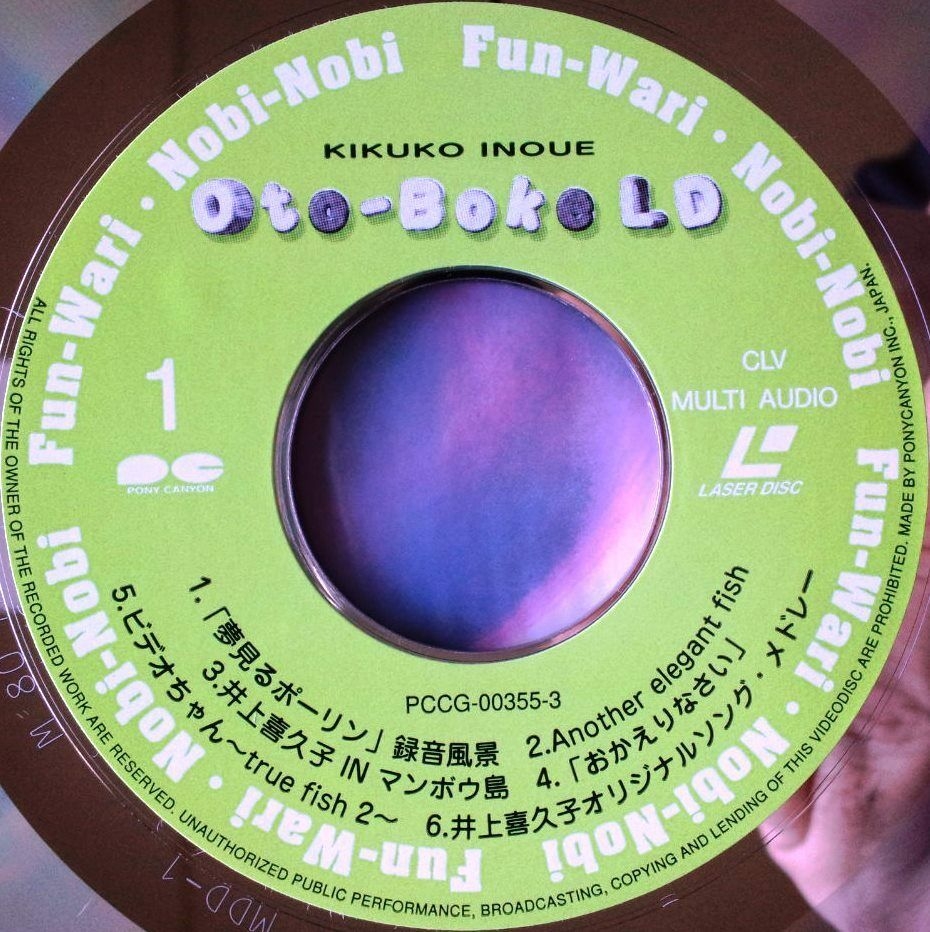 Fun-Wari · Nobi-Nobi
Fun-Wari · Nobi-Nobi
Fun-Wari · Nobi-Nobi
Fun-Wari · Nobi-Nobi
KIKUKO INOUE
Oto-Boke LD
1
PONY CANYON
CLV
MULTI AUDIO
LASER DISC
PCCG-00355-3
1.「夢見るポーリン」録音風景 2.Another elegant fish
3.井上喜久子 IN マンボウ島 4.「おかえりなさい」
5.ビデオちゃん〜true fish 2〜 6.井上喜久子オリジナルソング・メドレー
ALL RIGHTS OF THE OWNER OF THE RECORDED WORK ARE RESERVED. UNAUTHORIZED PUBLIC PERFORMANCE, BROADCASTING, COPYING AND LENDING OF THIS VIDEODISC ARE PROHIBITED. MADE BY PONYCANYON INC., JAPAN.
MDD-1